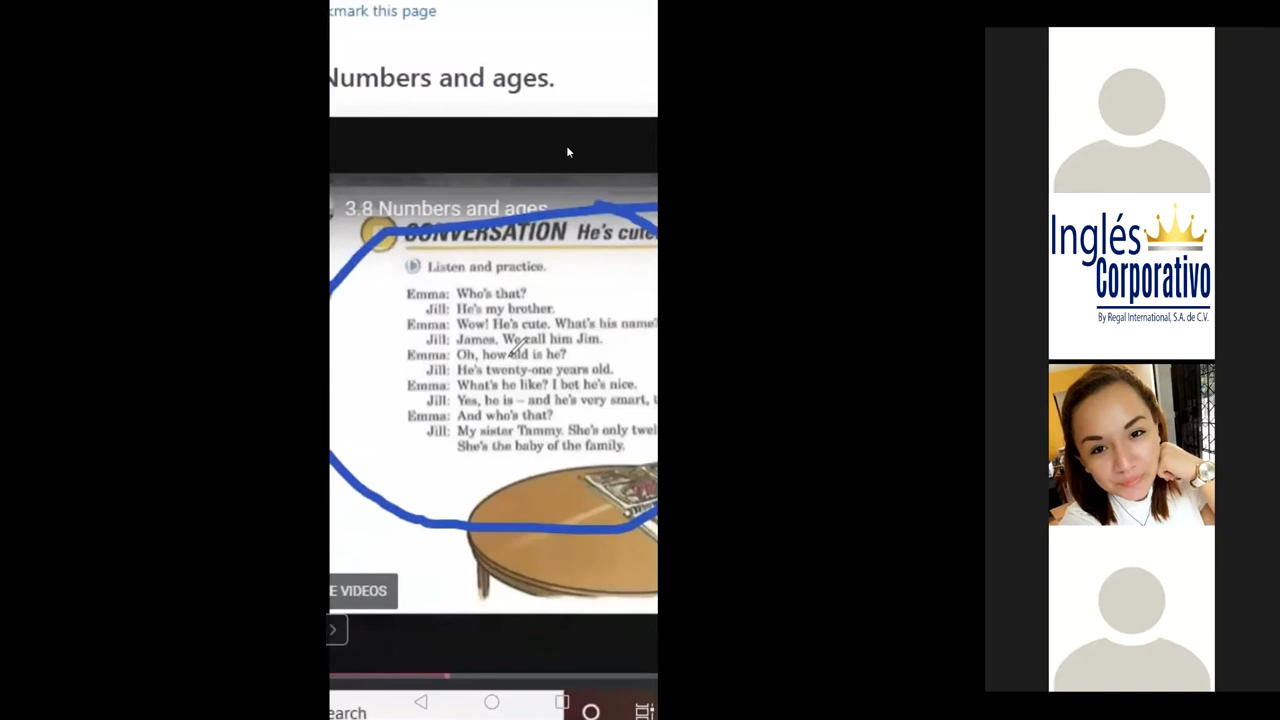 kmark this page
Numbers and ages.
3.8 Numbers and ages
CONVERSATION He's cute
Listen and practice.
Emma: Who's that?
Jill: He's my brother.
Emma: Wow! He's cute. What's his name?
Jill: James. We call him Jim.
Emma: Oh, how old is he?
Jill: He's twenty-one years old.
Emma: What's he like? I bet he's nice.
Jill: Yes, he is – and he's very smart,
Emma: And who's that?
Jill: My sister Tammy. She's only twel
She's the baby of the family.
E VIDEOS
earch
Inglés
Corporativo
By Regal International, S.A. de C.V.